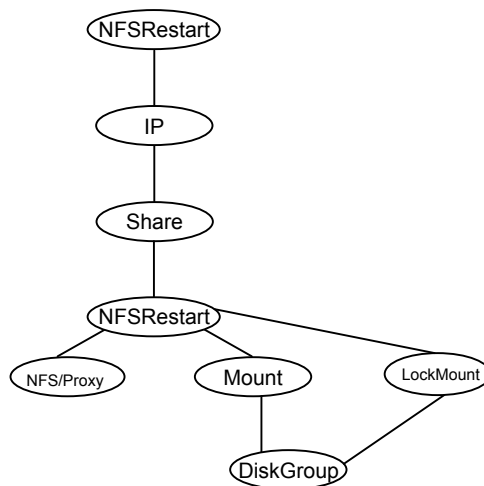 NFSRestart
IP
Share
NFSRestart
NFS/Proxy
Mount
LockMount
DiskGroup